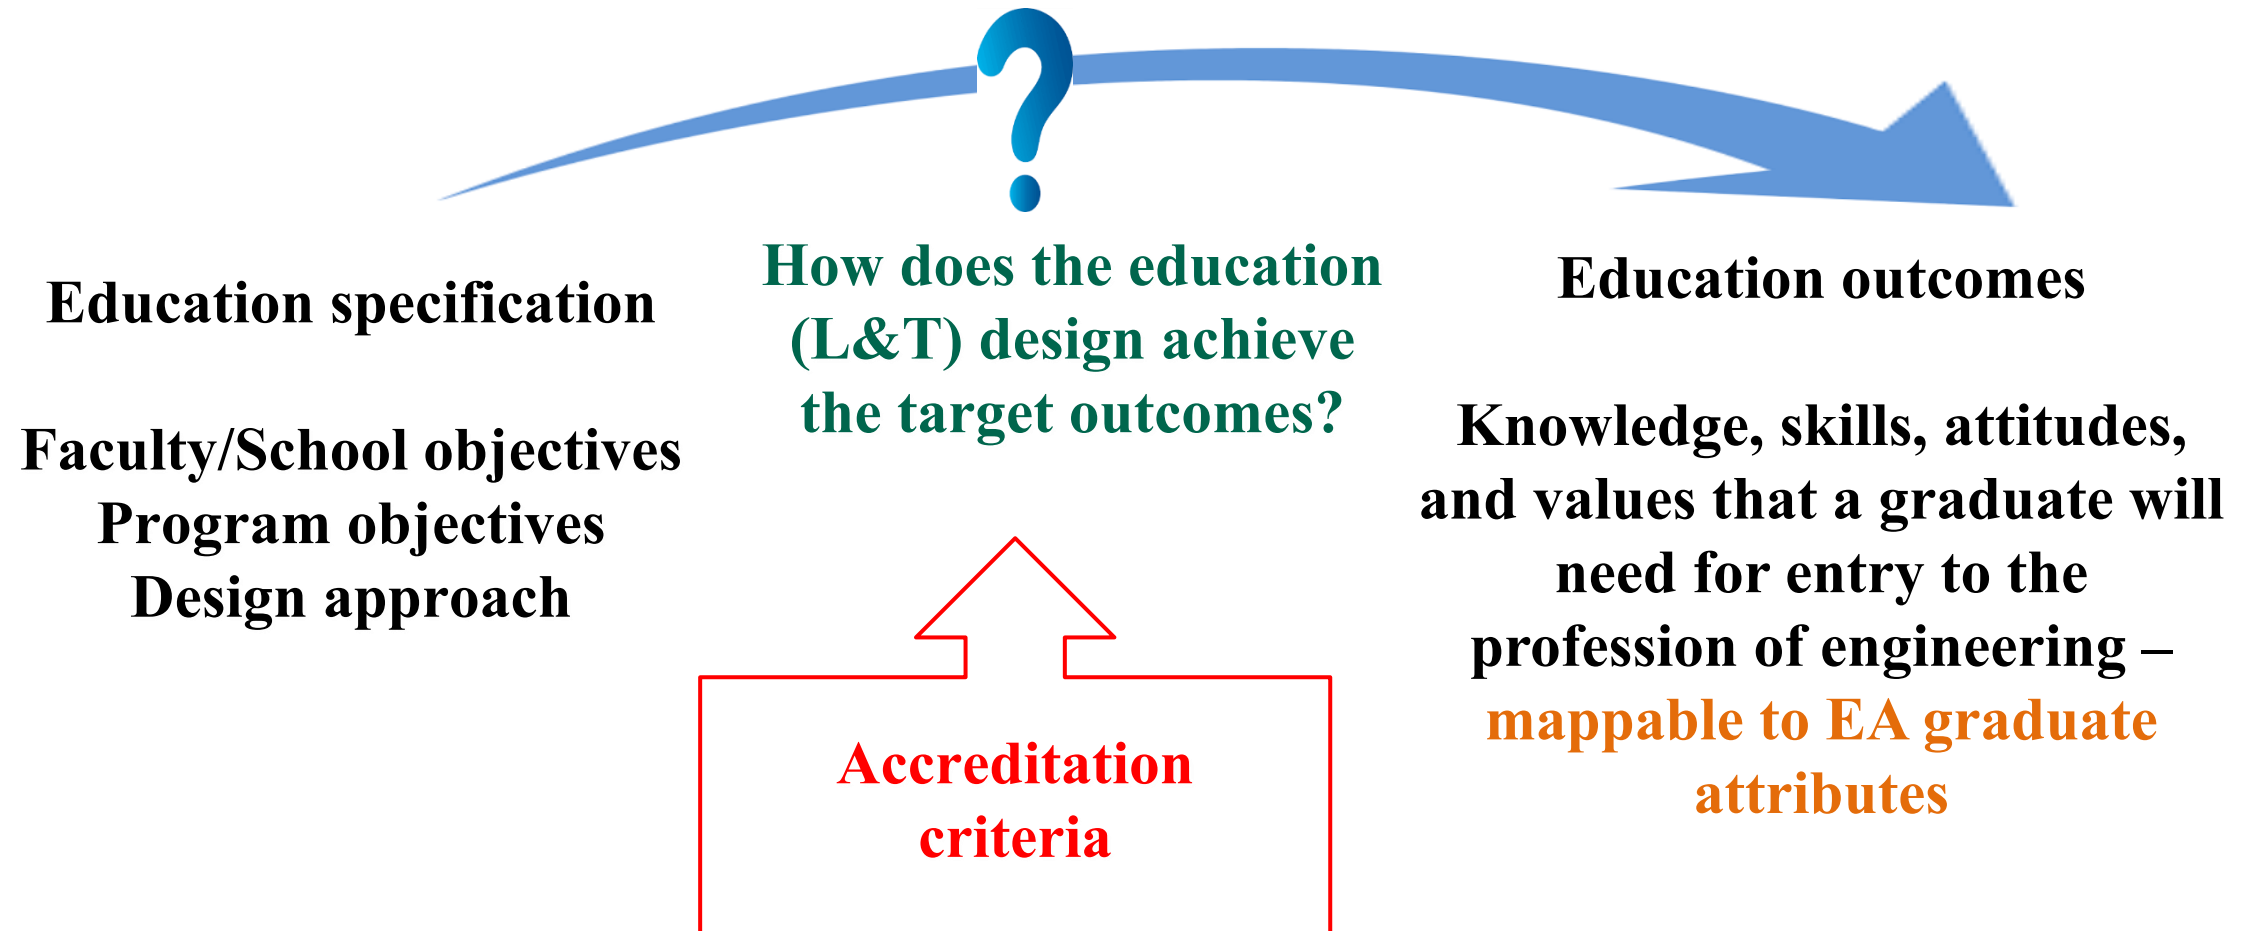 Education specification
Faculty/School objectives
Program objectives
Design approach
?
How does the education
(L&T) design achieve
the target outcomes?
Accreditation
criteria
Education outcomes
Knowledge, skills, attitudes,
and values that a graduate will
need for entry to the
profession of engineering –
mappable to EA graduate
attributes